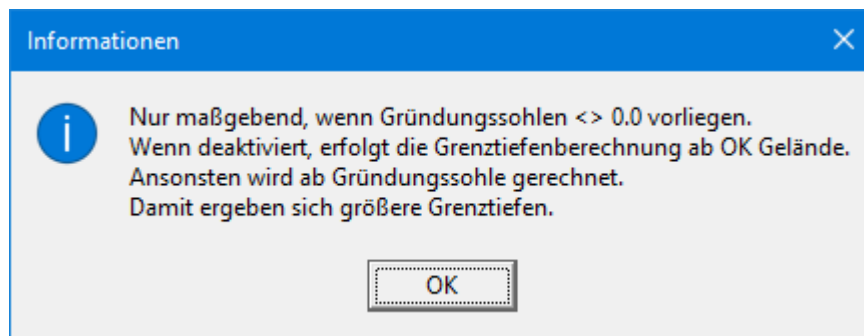 Informationen
Nur maßgebend, wenn Gründungssohlen <> 0.0 vorliegen.
Wenn deaktiviert, erfolgt die Grenztiefenberechnung ab OK Gelände.
Ansonsten wird ab Gründungssohle gerechnet.
Damit ergeben sich größere Grenztiefen.
OK